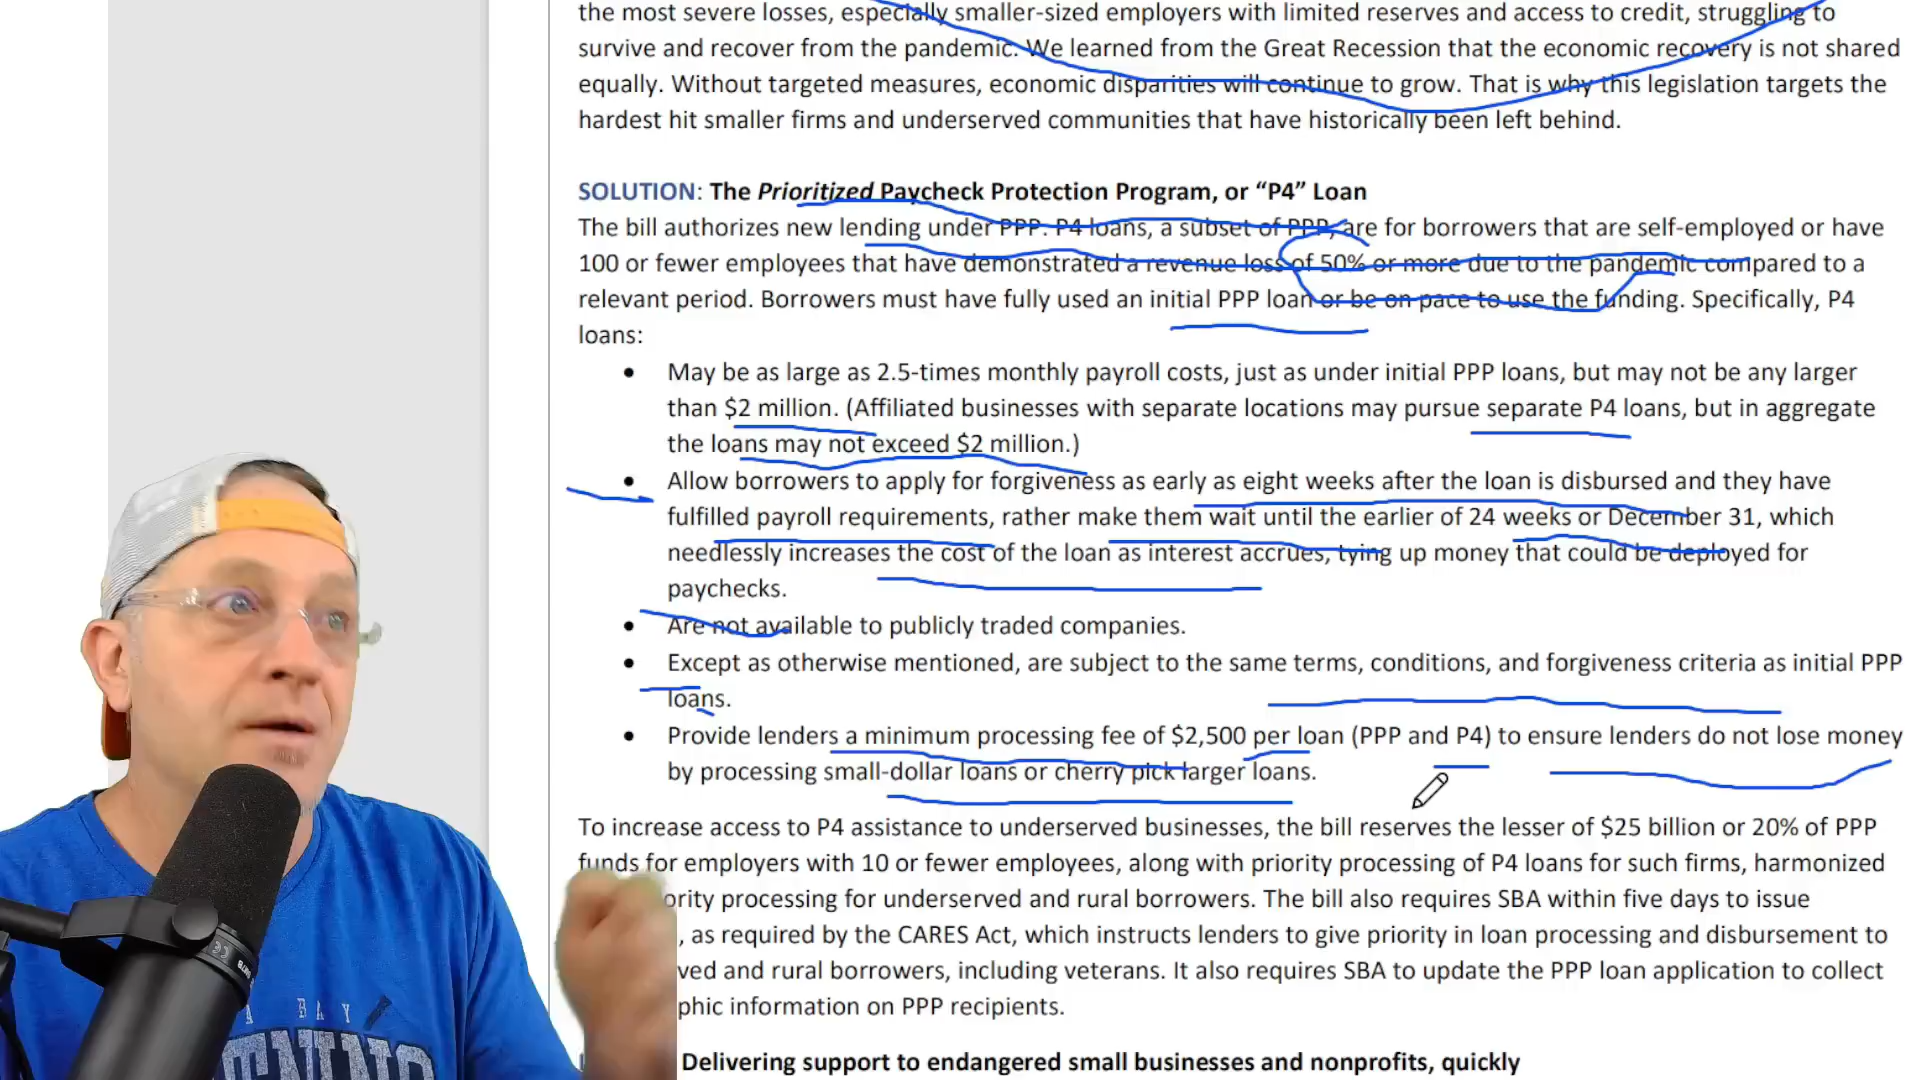 the most severe losses, especially smaller-sized employers with limited reserves and access to credit, struggling to
survive and recover from the pandemic. We learned from the Great Recession that the economic recovery is not shared
equally. Without targeted measures, economic disparities will continue to grow. That is why this legislation targets the
hardest hit smaller firms and underserved communities that have historically been left behind.
SOLUTION: The Prioritized Paycheck Protection Program, or “P4” Loan
The bill authorizes new lending under PPP. P4 loans, a subset of PPP, are for borrowers that are self-employed or have
100 or fewer employees that have demonstrated a revenue loss of 50% or more due to the pandemic compared to a
relevant period. Borrowers must have fully used an initial PPP loan or be on pace to use the funding. Specifically, P4
loans:
• May be as large as 2.5-times monthly payroll costs, just as under initial PPP loans, but may not be any larger
than $2 million. (Affiliated businesses with separate locations may pursue separate P4 loans, but in aggregate
the loans may not exceed $2 million.)
• Allow borrowers to apply for forgiveness as early as eight weeks after the loan is disbursed and they have
fulfilled payroll requirements, rather make them wait until the earlier of 24 weeks or December 31, which
needlessly increases the cost of the loan as interest accrues, tying up money that could be deployed for
paychecks.
• Are not available to publicly traded companies.
• Except as otherwise mentioned, are subject to the same terms, conditions, and forgiveness criteria as initial PPP
loans.
• Provide lenders a minimum processing fee of $2,500 per loan (PPP and P4) to ensure lenders do not lose money
by processing small-dollar loans or cherry pick larger loans.
To increase access to P4 assistance to underserved businesses, the bill reserves the lesser of $25 billion or 20% of PPP
funds for employers with 10 or fewer employees, along with priority processing of P4 loans for such firms, harmonized
ority processing for underserved and rural borrowers. The bill also requires SBA within five days to issue
, as required by the CARES Act, which instructs lenders to give priority in loan processing and disbursement to
ved and rural borrowers, including veterans. It also requires SBA to update the PPP loan application to collect
phic information on PPP recipients.
Delivering support to endangered small businesses and nonprofits, quickly
BAY